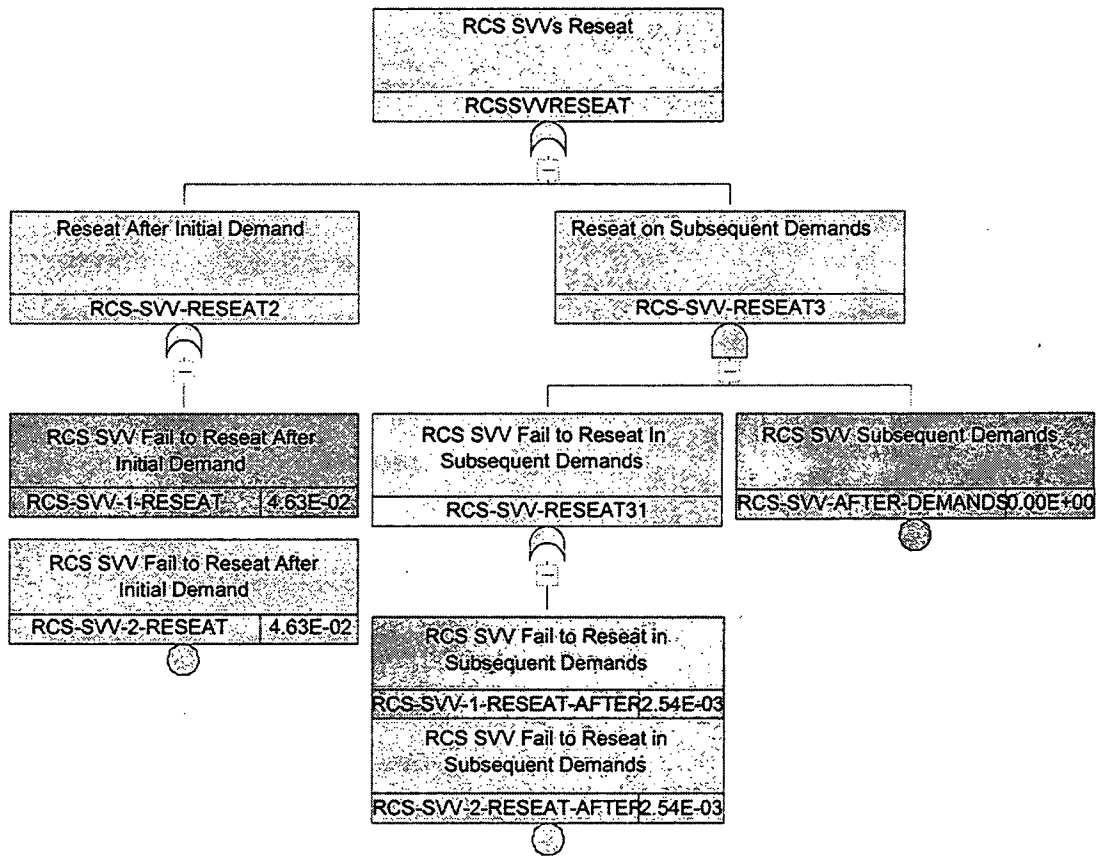 RCS SVVs Reseat
RCSSVVRESEAT
Reseat After Initial Demand
RCS-SVV-RESEAT2
Reseat on Subsequent Demands
RCS-SVV-RESEAT3
RCS SVV Fail to Reseat After
Initial Demand
RCS-SVV-1-RESEAT 4.63E-02
RCS SVV Fail to Reseat After
Initial Demand
RCS-SVV-2-RESEAT 4.63E-02
RCS SVV Fail to Reseat In
Subsequent Demands
RCS-SVV-RESEAT31
RCS SVV Subsequent Demands
RCS-SVV-AFTER-DEMANDS 0.00E+00
RCS SVV Fail to Reseat in
Subsequent Demands
RCS-SVV-1-RESEAT-AFTER 2.54E-03
RCS SVV Fail to Reseat in
Subsequent Demands
RCS-SVV-2-RESEAT-AFTER 2.54E-03